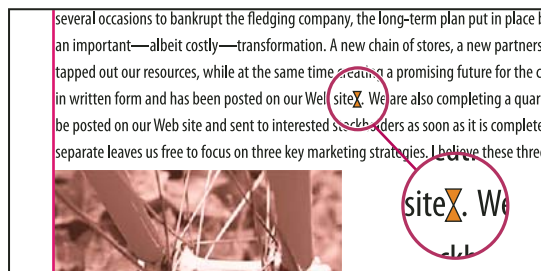 several occasions to bankrupt the fledging company, the long-term plan put in place
an important—albeit costly—transformation. A new chain of stores, a new partners
tapped out our resources, while at the same time creating a promising future for the
in written form and has been posted on our Web site. We are also completing a quar
be posted on our Web site and sent to interested stockholders as soon as it is complete
separate leaves us free to focus on three key marketing strategies. I believe these three
site. We